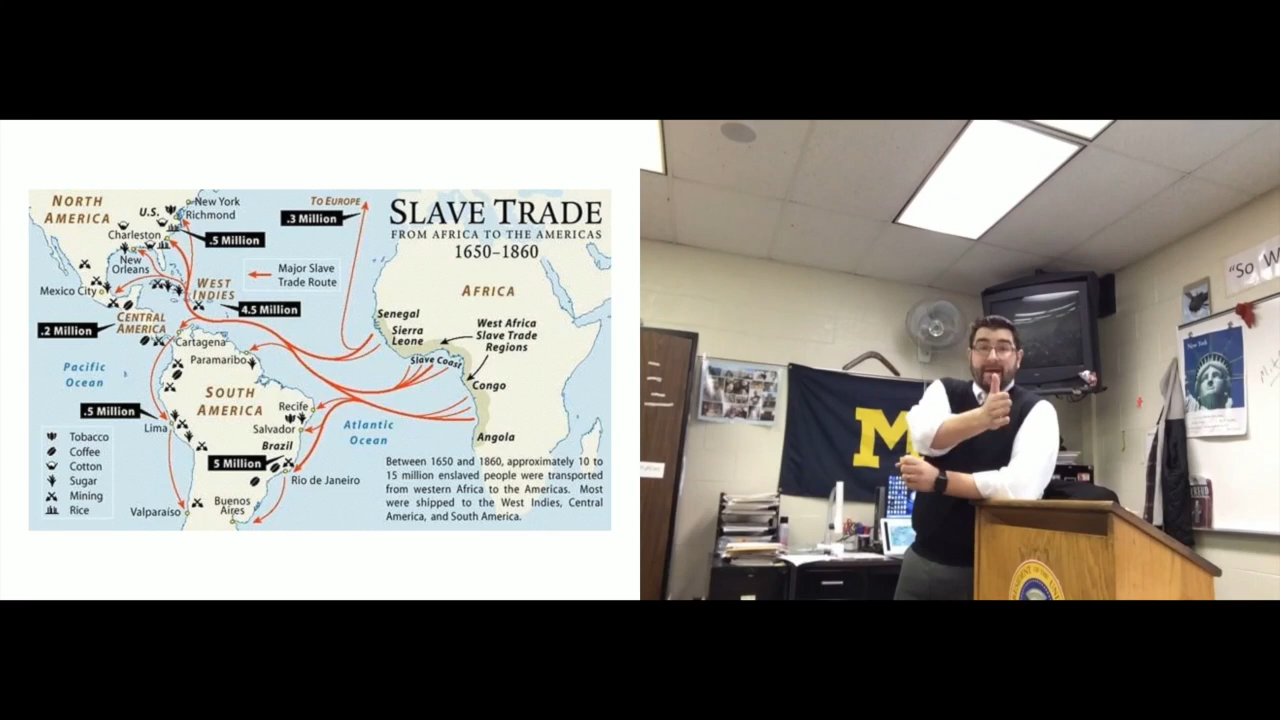 SLAVE TRADE
FROM AFRICA TO THE AMERICAS
1650–1860
NORTH
AMERICA
U.S.
New York
Richmond
Charleston
New
Orleans
Mexico City
TO EUROPE
.3 Million
.5 Million
Major Slave
Trade Route
WEST
INDIES
4.5 Million
.2 Million
CENTRAL
AMERICA
Cartagena
Paramaribo
Pacific
Ocean
SOUTH
AMERICA
.5 Million
Lima
Recife
Salvador
Brazil
5 Million
Rio de Janeiro
Buenos
Aires
Valparaíso
Atlantic
Ocean
AFRICA
Senegal
Sierra
Leone
West Africa
Slave Trade
Regions
Slave Coast
Congo
Angola
Tobacco
Coffee
Cotton
Sugar
Mining
Rice
Between 1650 and 1860, approximately 10 to
15 million enslaved people were transported
from western Africa to the Americas. Most
were shipped to the West Indies, Central
America, and South America.
M
"So W
New York